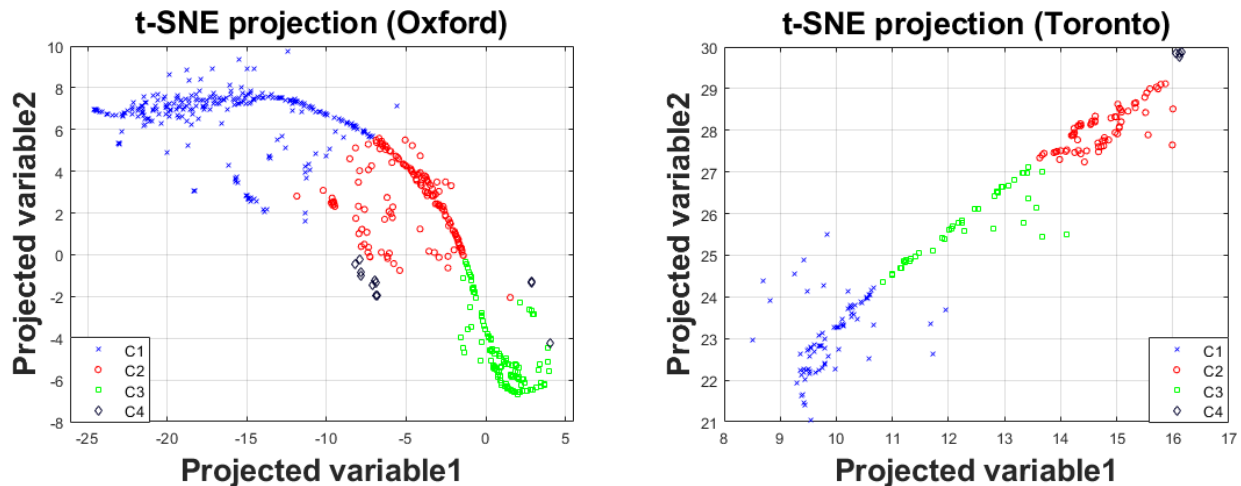 t-SNE projection (Oxford)
10
8
6
4
2
0
-2
-4
-6
-8
-25
-20
-15
-10
-5
0
5
Projected variable2
Projected variable1
C1
C2
C3
C4
t-SNE projection (Toronto)
30
29
28
27
26
25
24
23
22
21
8
9
10
11
12
13
14
15
16
17
Projected variable2
Projected variable1
C1
C2
C3
C4